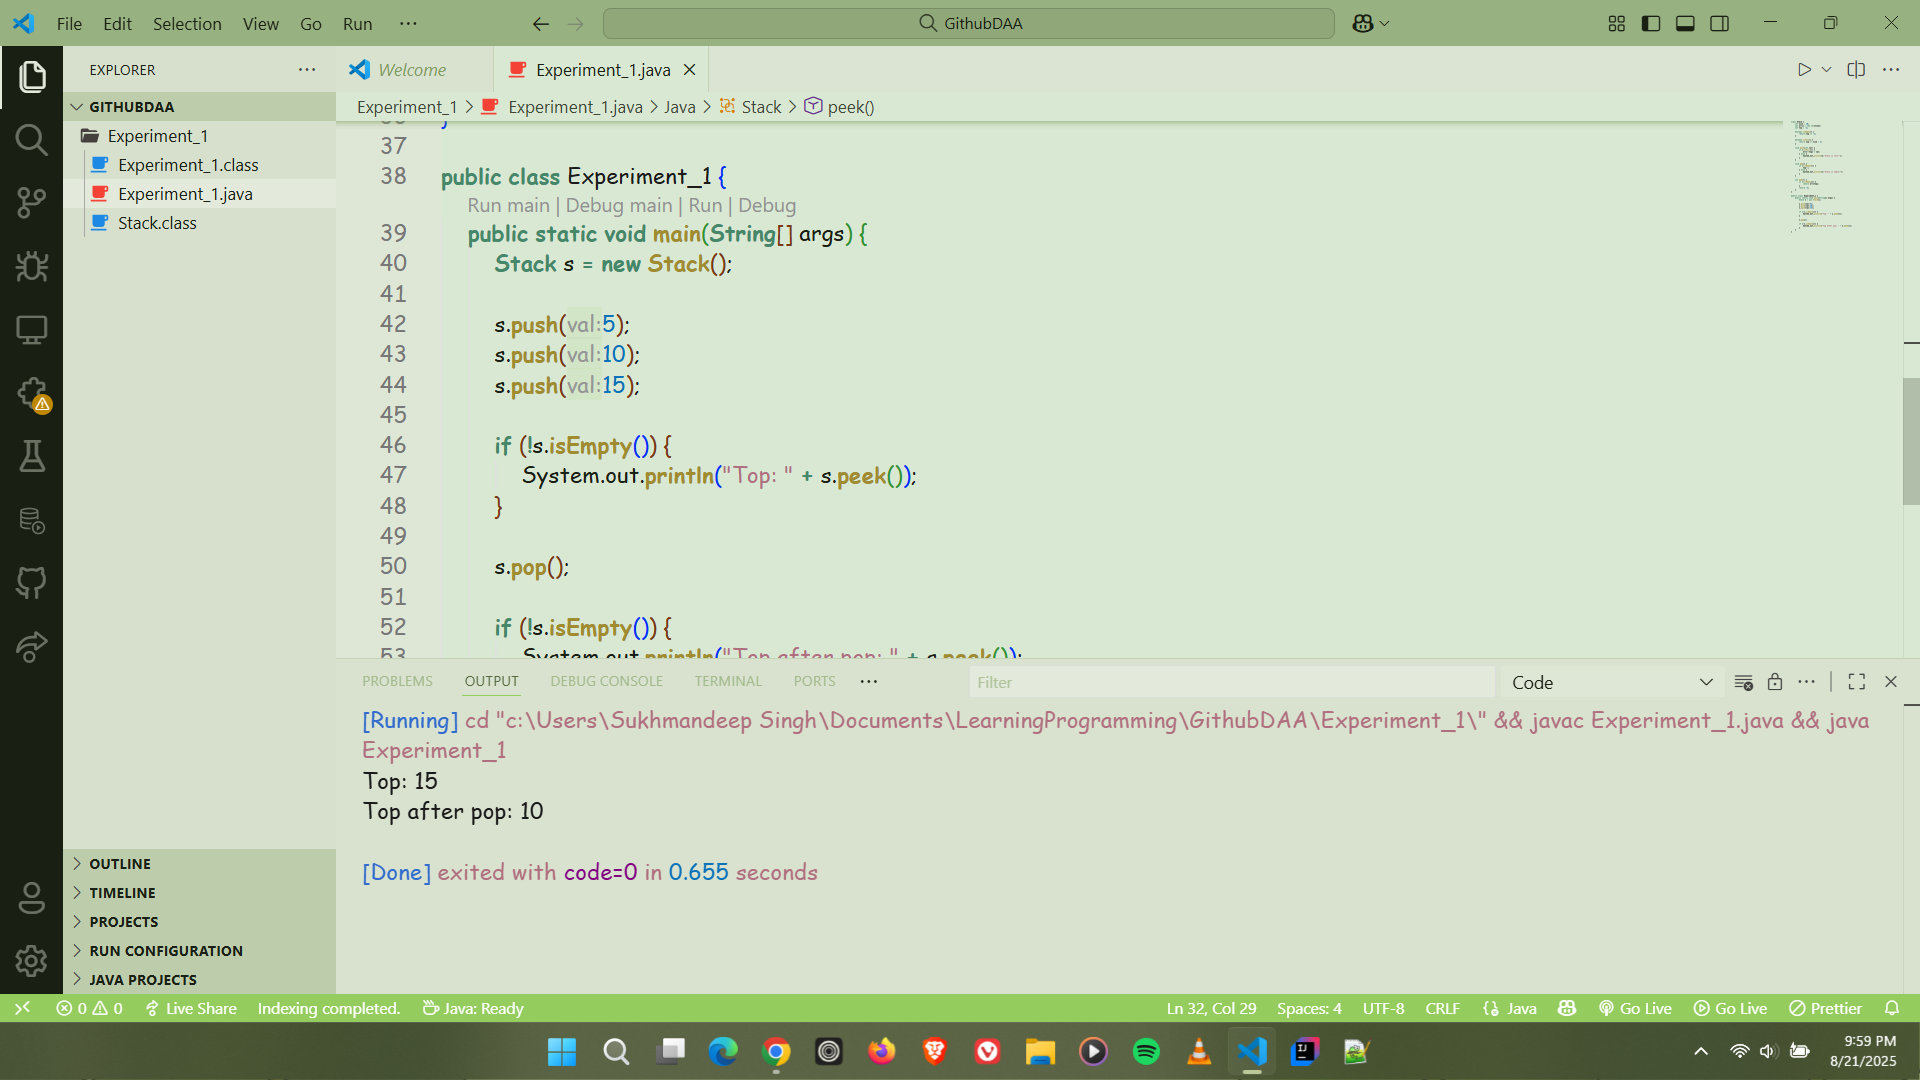 File Edit Selection View Go Run ··· GithubDAA
EXPLORER ···
GITHUBDAA
Experiment_1
Experiment_1.class
Experiment_1.java
Stack.class
OUTLINE
TIMELINE
PROJECTS
RUN CONFIGURATION
JAVA PROJECTS
Welcome Experiment_1.java
Experiment_1 > Experiment_1.java > Java > Stack > peek()
37
38 public class Experiment_1 {
Run main | Debug main | Run | Debug
39 public static void main(String[] args) {
40 Stack s = new Stack();
41
42 s.push(val:5);
43 s.push(val:10);
44 s.push(val:15);
45
46 if (!s.isEmpty()) {
47 System.out.println("Top: " + s.peek());
48 }
49
50 s.pop();
51
52 if (!s.isEmpty()) {
53 System.out.println("Top after pop: " + s.peek());
PROBLEMS OUTPUT DEBUG CONSOLE TERMINAL PORTS ··· Filter Code
[Running] cd "c:\Users\Sukhmandeep Singh\Documents\LearningProgramming\GithubDAA\Experiment_1\" && javac Experiment_1.java && java
Experiment_1
Top: 15
Top after pop: 10
[Done] exited with code=0 in 0.655 seconds
0 0 Live Share Indexing completed. Java: Ready Ln 32, Col 29 Spaces: 4 UTF-8 CRLF {} Java Go Live Go Live Prettier
9:59 PM
8/21/2025